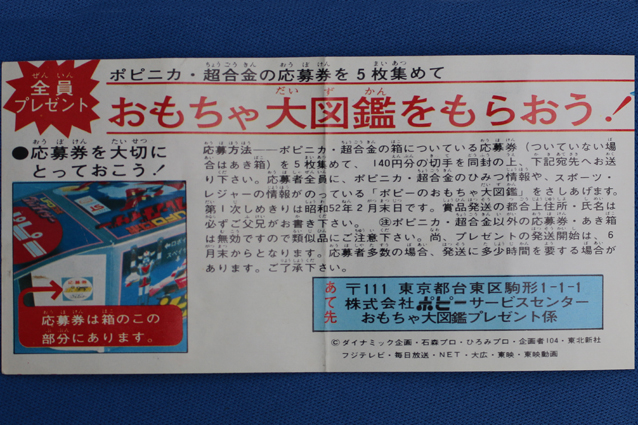 全員
プレゼント
ポピニカ・超合金の応募券を5枚集めて
おもちゃ大図鑑をもらおう!
●応募券を大切に
とっておこう!
応募方法――ポピニカ・超合金の箱についている応募券(ついていない場
合はあき箱)を5枚集めて、140円分の切手を同封の上、下記宛先へお送
り下さい。応募者全員に、ポピニカ・超合金のひみつ情報や、スポーツ・
レジャーの情報がのっている「ポピーのおもちゃ大図鑑」をさしあげます。
第1次しめきりは昭和52年2月末日です。賞品発送の都合上住所・氏名は
必ずご父兄がお書き下さい。㊟ポピニカ・超合金以外の応募券・あき箱
は無効ですので類似品にご注意下さい。尚、プレゼントの発送開始は、6
月末からとなります。応募者多数の場合、発送に多少時間を要する場合が
あります。ご了承下さい。
応募券は箱のこの
部分にあります。
あて先
〒111 東京都台東区駒形1-1-1
株式会社ポピーサービスセンター
おもちゃ大図鑑プレゼント係
©ダイナミック企画・石森プロ・ひろみプロ・企画者104・東北新社
フジテレビ・毎日放送・NET・大広・東映・東映動画